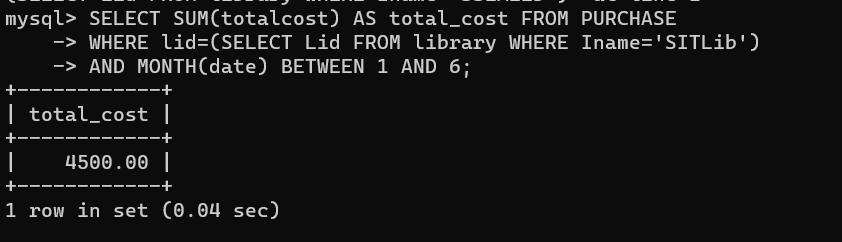 mysql> SELECT SUM(totalcost) AS total_cost FROM PURCHASE
    -> WHERE lid=(SELECT Lid FROM library WHERE Iname='SITLib')
    -> AND MONTH(date) BETWEEN 1 AND 6;
+------------+
| total_cost |
+------------+
|    4500.00 |
+------------+
1 row in set (0.04 sec)